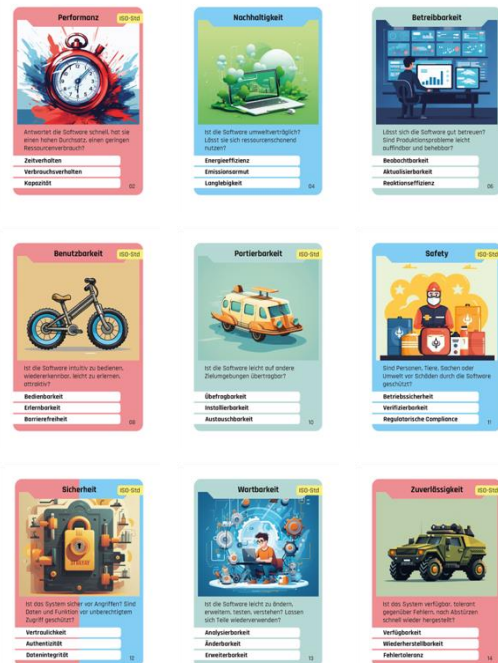 Performanz
ISO-Std
Antwortet die Software schnell, hat sie
einen hohen Durchsatz, einen geringen
Ressourcenverbrauch?
Zeitverhalten
Verbrauchsverhalten
Kapazität
02
Nachhaltigkeit
Ist die Software umweltverträglich?
Lässt sie sich ressourcenschonend
nutzen?
Energieeffizienz
Emissionsarmut
Langlebigkeit
04
Betreibbarkeit
Lässt sich die Software gut betreuen?
Sind Produktionsprobleme leicht
auffindbar und behebbar?
Beobachtbarkeit
Aktualisierbarkeit
Reaktionseffizienz
Benutzbarkeit
ISO-Std
Ist die Software intuitiv zu bedienen,
wiedererkennbar, leicht zu erlernen,
attraktiv?
Bedienbarkeit
Erlernbarkeit
Barrierefreiheit
09
Portierbarkeit
ISO-Std
Ist die Software leicht auf andere
Zielumgebungen übertragbar?
Übertragbarkeit
Installierbarkeit
Austauschbarkeit
10
Safety
ISO-Std
Sind Personen, Tiere, Sachen oder
Umwelt vor Schäden durch die Software
geschützt?
Betriebssicherheit
Verifizierbarkeit
Regulatorische Compliance
11
Sicherheit
ISO-Std
Ist das System sicher vor Angriffen? Sind
Daten und Funktion vor unberechtigtem
Zugriff geschützt?
Vertraulichkeit
Authentizität
Datenintegrität
12
Wartbarkeit
ISO-Std
Ist die Software leicht zu ändern,
erweitern, testen, verstehen? Lassen
sich Teile wiederverwenden?
Analysierbarkeit
Änderbarkeit
Erweiterbarkeit
13
Zuverlässigkeit
ISO-Std
Ist das System verfügbar, tolerant
gegenüber Fehlern, nach Abstürzen
schnell wieder hergestellt?
Verfügbarkeit
Wiederherstellbarkeit
Fehlertoleranz
14